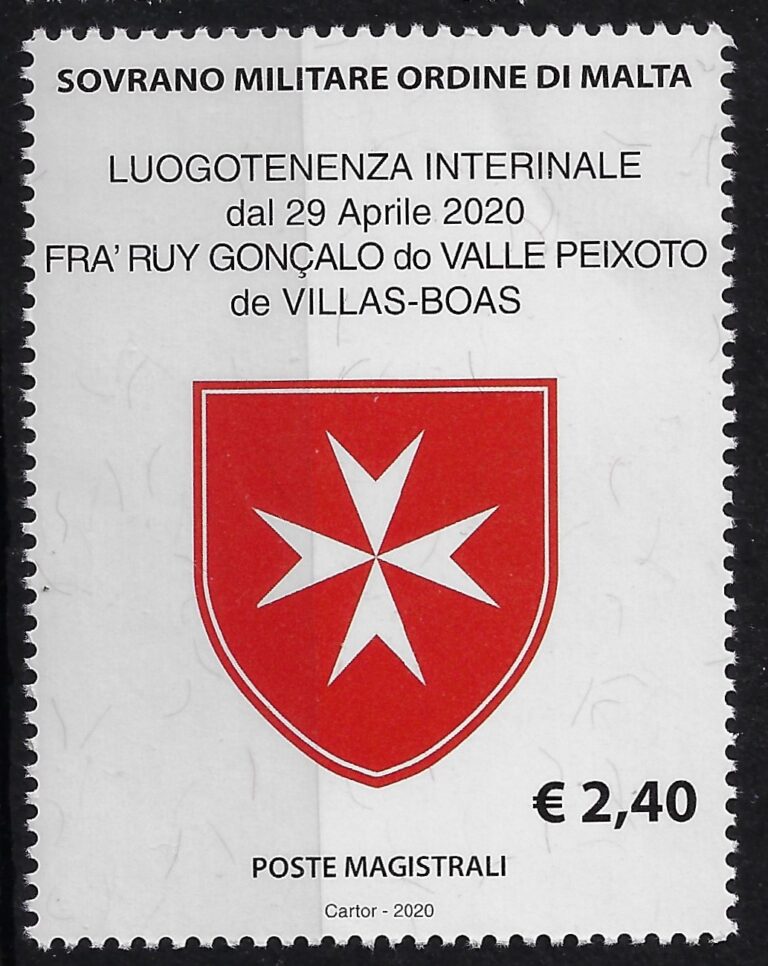 SOVRANO MILITARE ORDINE DI MALTA
LUOGOTENENZA INTERINALE
dal 29 Aprile 2020
FRA' RUY GONÇALO do VALLE PEIXOTO
de VILLAS-BOAS
€ 2,40
POSTE MAGISTRALI
Cartor - 2020